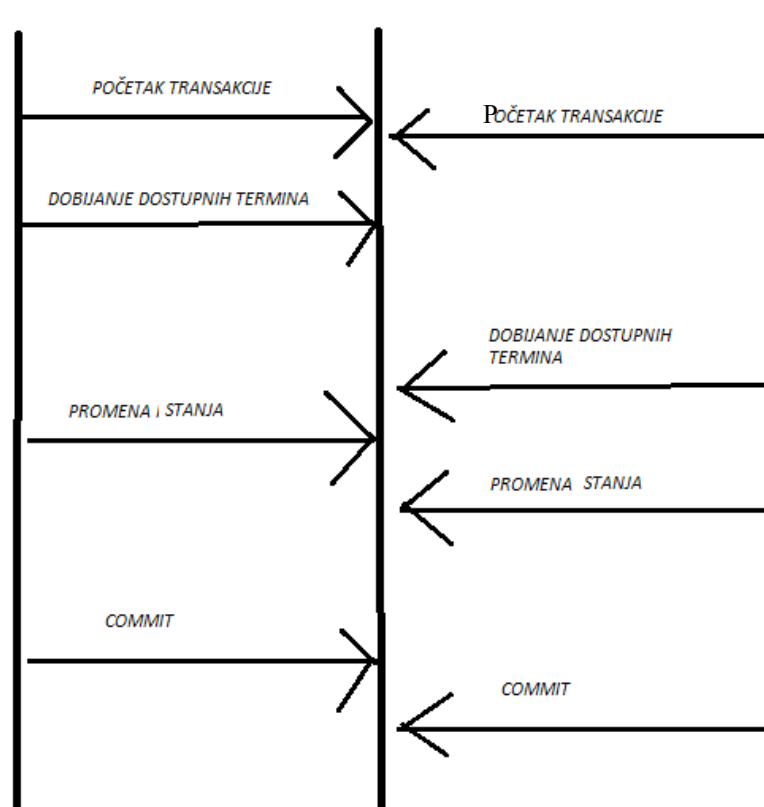 POČETAK TRANSAKCIJE
POČETAK TRANSAKCIJE
DOBIJANJE DOSTUPNIH TERMINA
DOBIJANJE DOSTUPNIH
TERMINA
PROMENA I STANJA
PROMENA STANJA
COMMIT
COMMIT